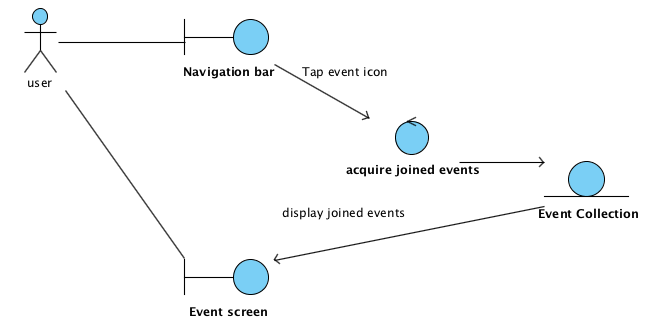 user
Navigation bar
Tap event icon
acquire joined events
Event Collection
display joined events
Event screen